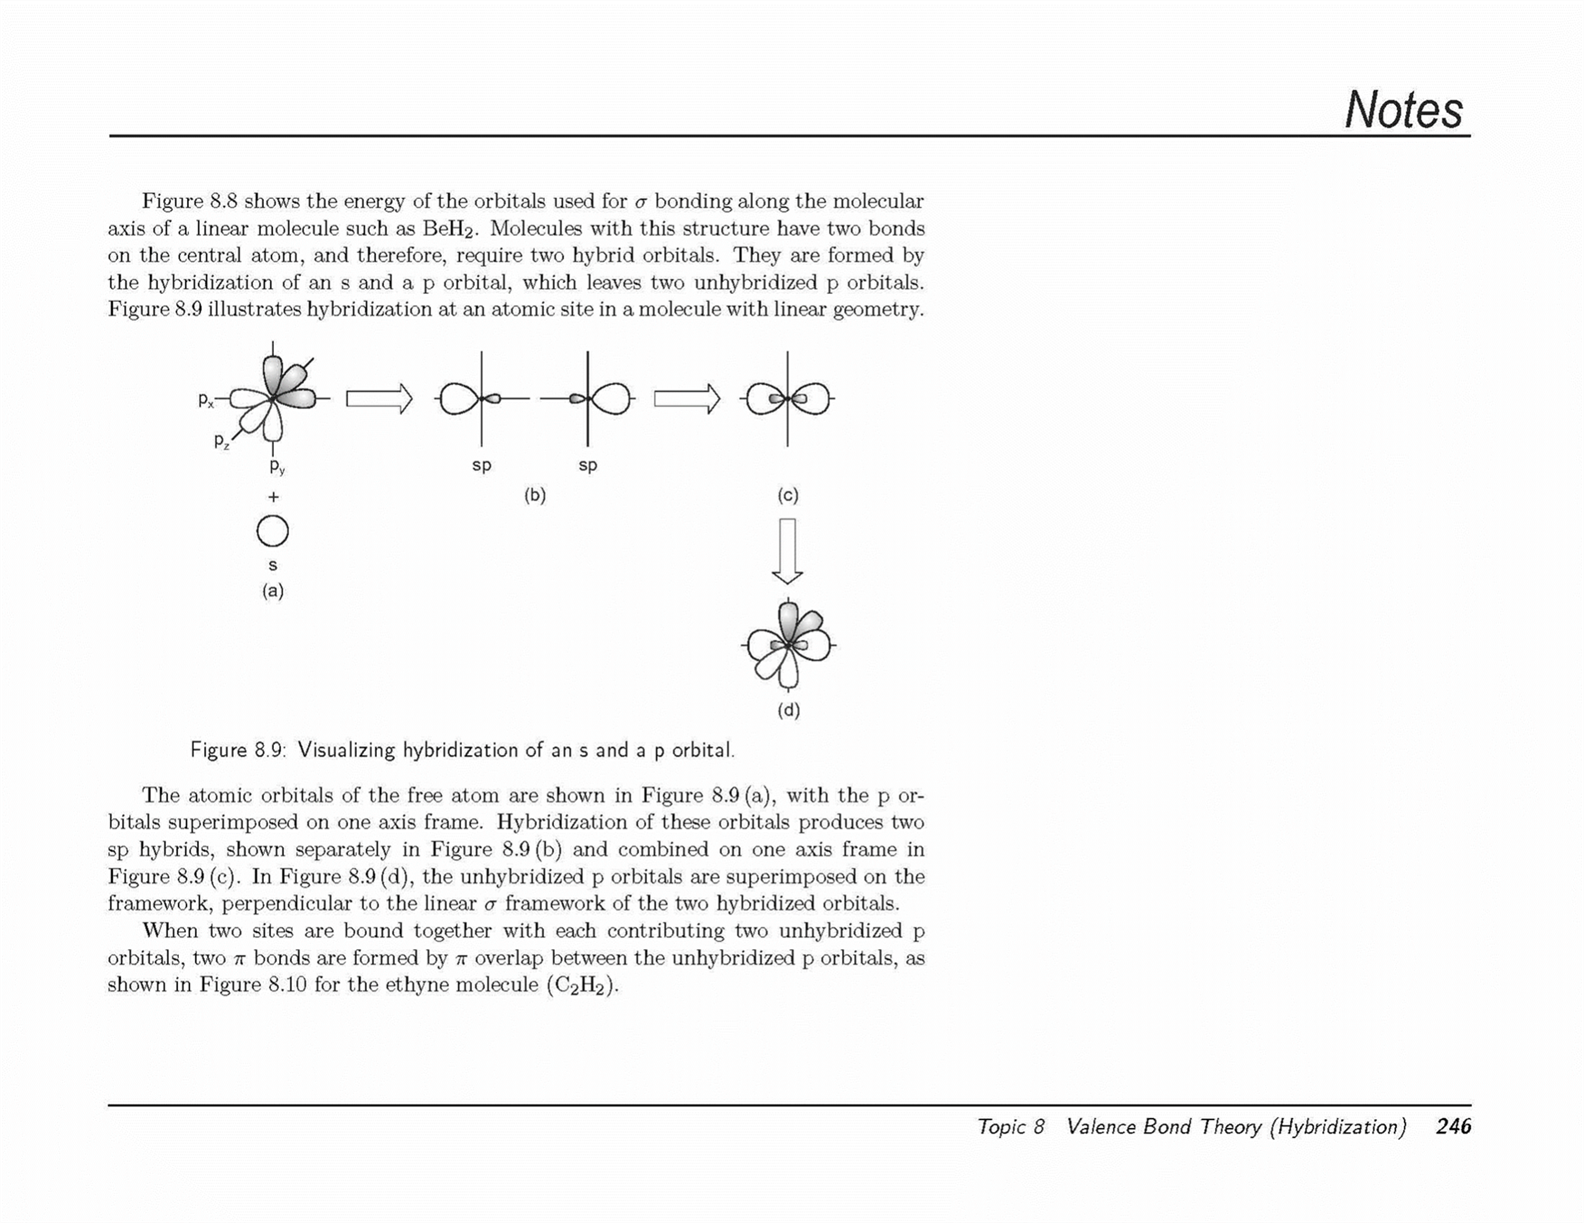 Notes
Figure 8.8 shows the energy of the orbitals used for σ bonding along the molecular
axis of a linear molecule such as BeH₂. Molecules with this structure have two bonds
on the central atom, and therefore, require two hybrid orbitals. They are formed by
the hybridization of an s and a p orbital, which leaves two unhybridized p orbitals.
Figure 8.9 illustrates hybridization at an atomic site in a molecule with linear geometry.
pₓ
p_z
p_y
+
s
(a)
sp
sp
(b)
(c)
(d)
Figure 8.9: Visualizing hybridization of an s and a p orbital.
The atomic orbitals of the free atom are shown in Figure 8.9 (a), with the p or-
bitals superimposed on one axis frame. Hybridization of these orbitals produces two
sp hybrids, shown separately in Figure 8.9 (b) and combined on one axis frame in
Figure 8.9 (c). In Figure 8.9 (d), the unhybridized p orbitals are superimposed on the
framework, perpendicular to the linear σ framework of the two hybridized orbitals.
When two sites are bound together with each contributing two unhybridized p
orbitals, two π bonds are formed by π overlap between the unhybridized p orbitals, as
shown in Figure 8.10 for the ethyne molecule (C₂H₂).
Topic 8 Valence Bond Theory (Hybridization) 246